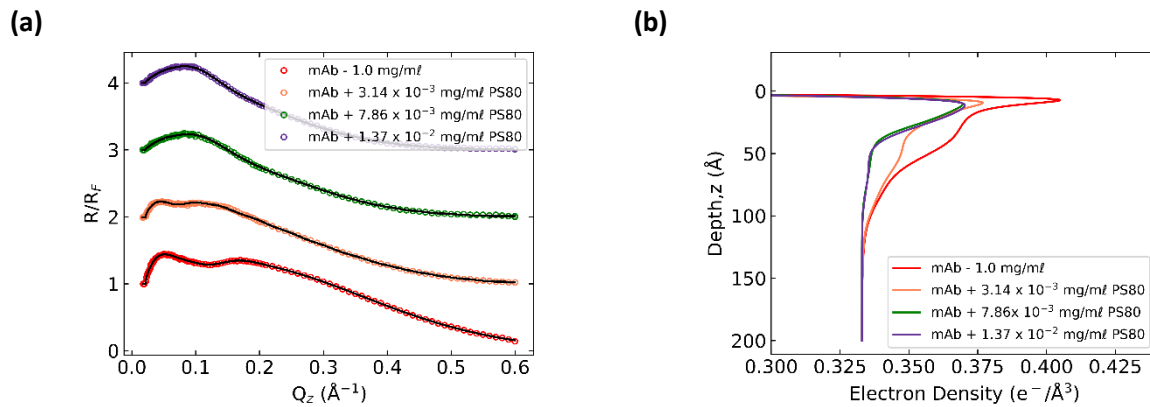 (a)
(b)
R/R_F
4
3
2
1
0
0.0 0.1 0.2 0.3 0.4 0.5 0.6
Q_z (Å⁻¹)
mAb - 1.0 mg/mℓ
mAb + 3.14 x 10⁻³ mg/mℓ PS80
mAb + 7.86 x 10⁻³ mg/mℓ PS80
mAb + 1.37 x 10⁻² mg/mℓ PS80
Depth,z (Å)
0
50
100
150
200
0.300 0.325 0.350 0.375 0.400 0.425
Electron Density (e⁻/Å³)
mAb - 1.0 mg/mℓ
mAb + 3.14 x 10⁻³ mg/mℓ PS80
mAb + 7.86x 10⁻³ mg/mℓ PS80
mAb + 1.37 x 10⁻² mg/mℓ PS80